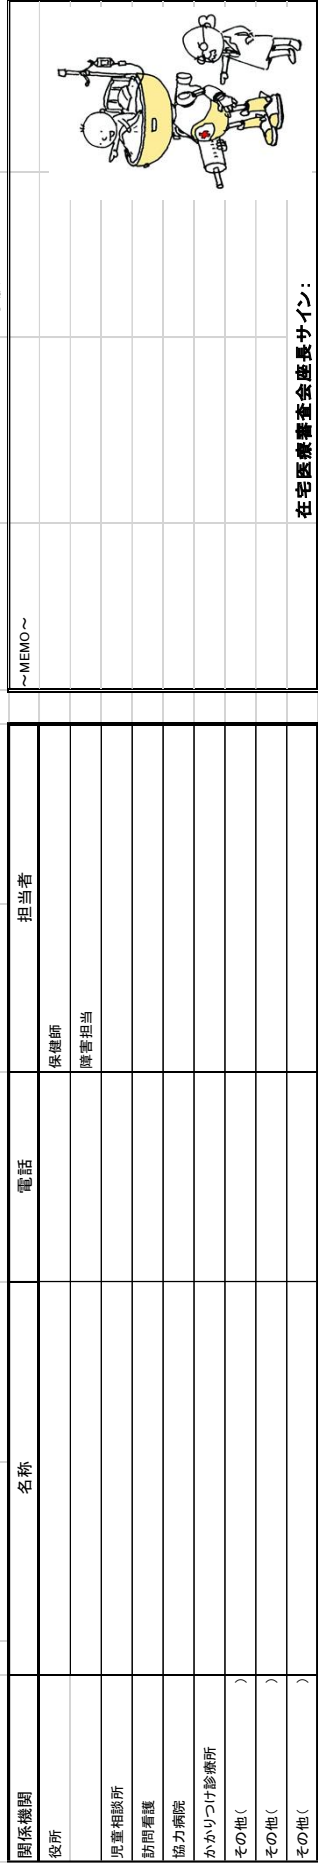 関係機関 名称 電話 担当者
役所 保健師
障害担当
児童相談所
訪問看護
協力病院
かかりつけ診療所
その他( )
その他( )
その他( )
～MEMO～
在宅医療審査会座長サイン: